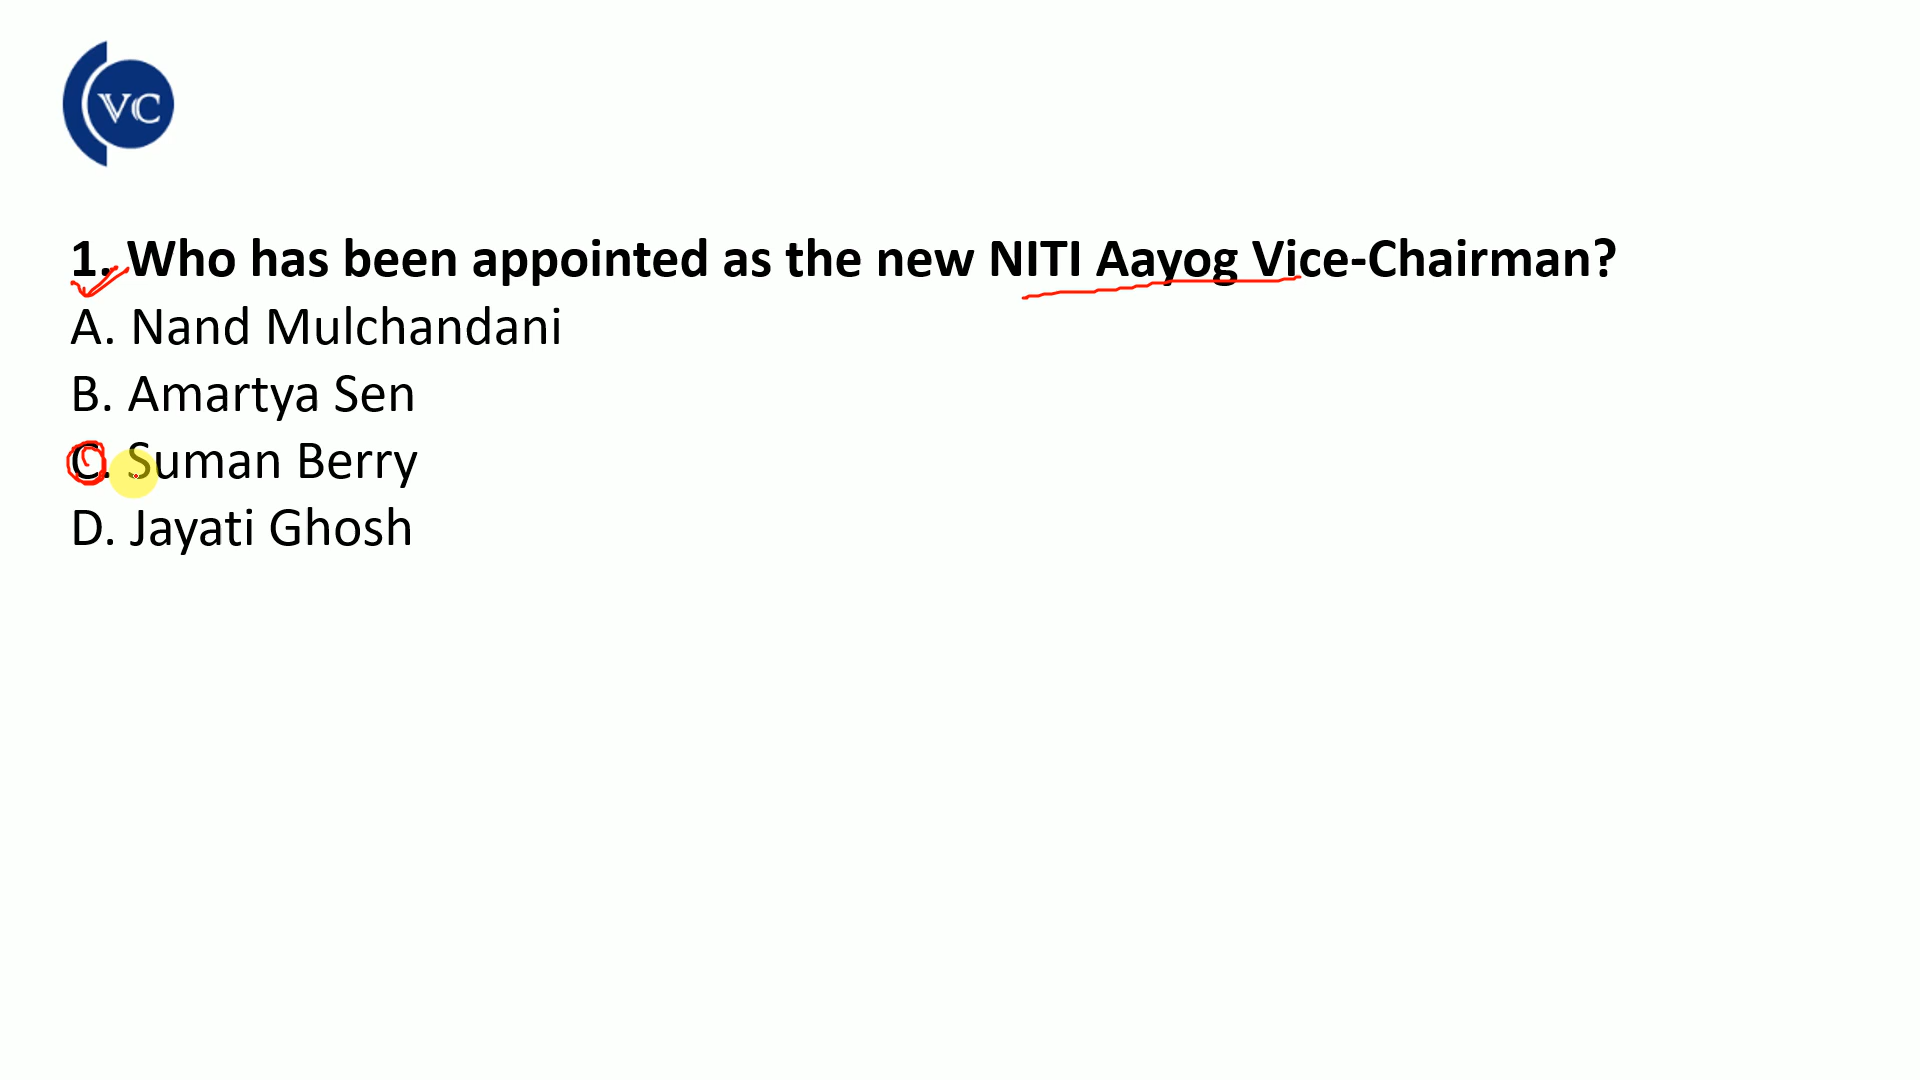 VC
1. Who has been appointed as the new NITI Aayog Vice-Chairman?
A. Nand Mulchandani
B. Amartya Sen
C. Suman Berry
D. Jayati Ghosh